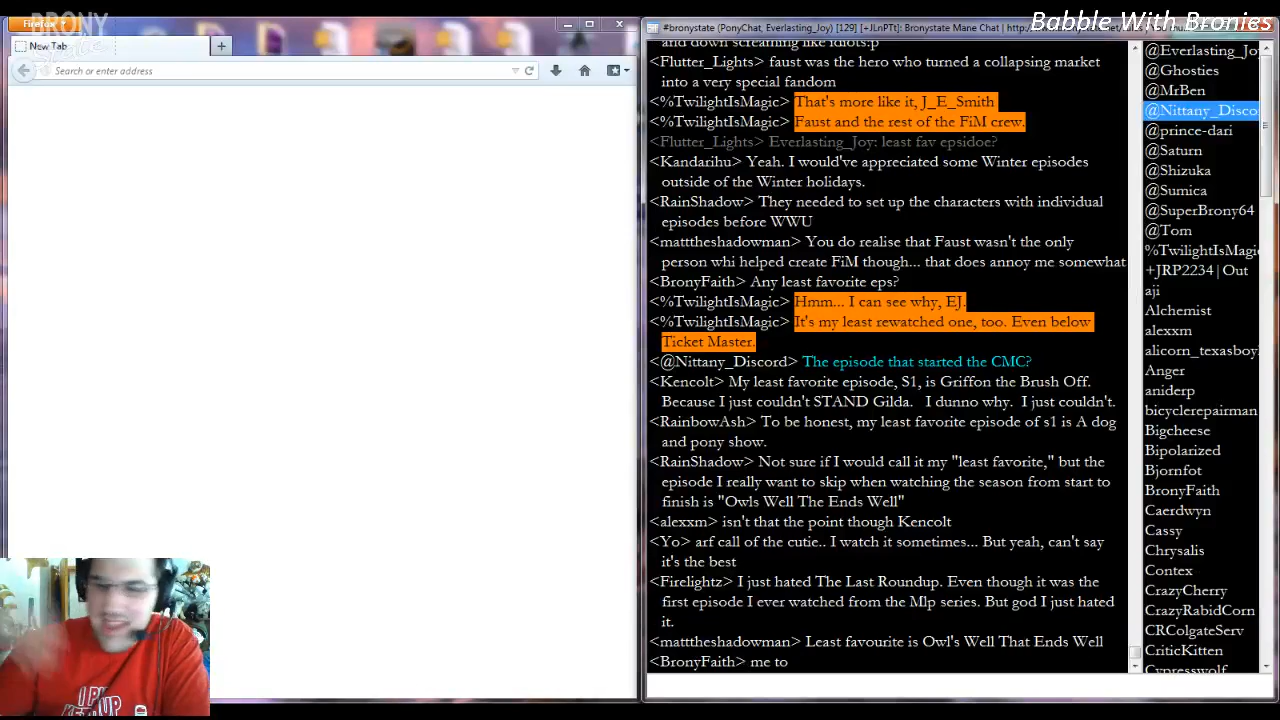 BRONY
state
Firefox
New Tab
Search or enter address
#bronystate (PonyChat, Everlasting_Joy) [129] [+JLnPTt]: Bronystate Mane Chat | http://
Babble With Bronies
and down screaming like idiots:p
<Flutter_Lights> faust was the hero who turned a collapsing market
into a very special fandom
<%TwilightIsMagic> That's more like it, J_E_Smith
<%TwilightIsMagic> Faust and the rest of the FiM crew.
<Flutter_Lights> Everlasting_Joy: least fav epsidoe?
<Kandarihu> Yeah. I would've appreciated some Winter episodes
outside of the Winter holidays.
<RainShadow> They needed to set up the characters with individual
episodes before WWU
<matttheshadowman> You do realise that Faust wasn't the only
person whi helped create FiM though... that does annoy me somewhat
<BronyFaith> Any least favorite eps?
<%TwilightIsMagic> Hmm... I can see why, EJ.
<%TwilightIsMagic> It's my least rewatched one, too. Even below
Ticket Master.
<@Nittany_Discord> The episode that started the CMC?
<Kencolt> My least favorite episode, S1, is Griffon the Brush Off.
Because I just couldn't STAND Gilda.  I dunno why.  I just couldn't.
<RainbowAsh> To be honest, my least favorite episode of s1 is A dog
and pony show.
<RainShadow> Not sure if I would call it my "least favorite," but the
episode I really want to skip when watching the season from start to
finish is "Owls Well The Ends Well"
<alexxm> isn't that the point though Kencolt
<Yo> arf call of the cutie.. I watch it sometimes... But yeah, can't say
it's the best
<Firelightz> I just hated The Last Roundup. Even though it was the
first episode I ever watched from the Mlp series. But god I just hated
it.
<matttheshadowman> Least favourite is Owl's Well That Ends Well
<BronyFaith> me to
@Everlasting_Jo
@Ghosties
@MrBen
@Nittany_Disco
@prince-dari
@Saturn
@Shizuka
@Sumica
@SuperBrony64
@Tom
%TwilightIsMagi
+JRP2234|Out
aji
Alchemist
alexxm
alicorn_texasboy
Anger
aniderp
bicyclerepairman
Bigcheese
Bipolarized
Bjornfot
BronyFaith
Caerdwyn
Cassy
Chrysalis
Contex
CrazyCherry
CrazyRabidCorn
CRColgateServ
CriticKitten
Cypresswolf